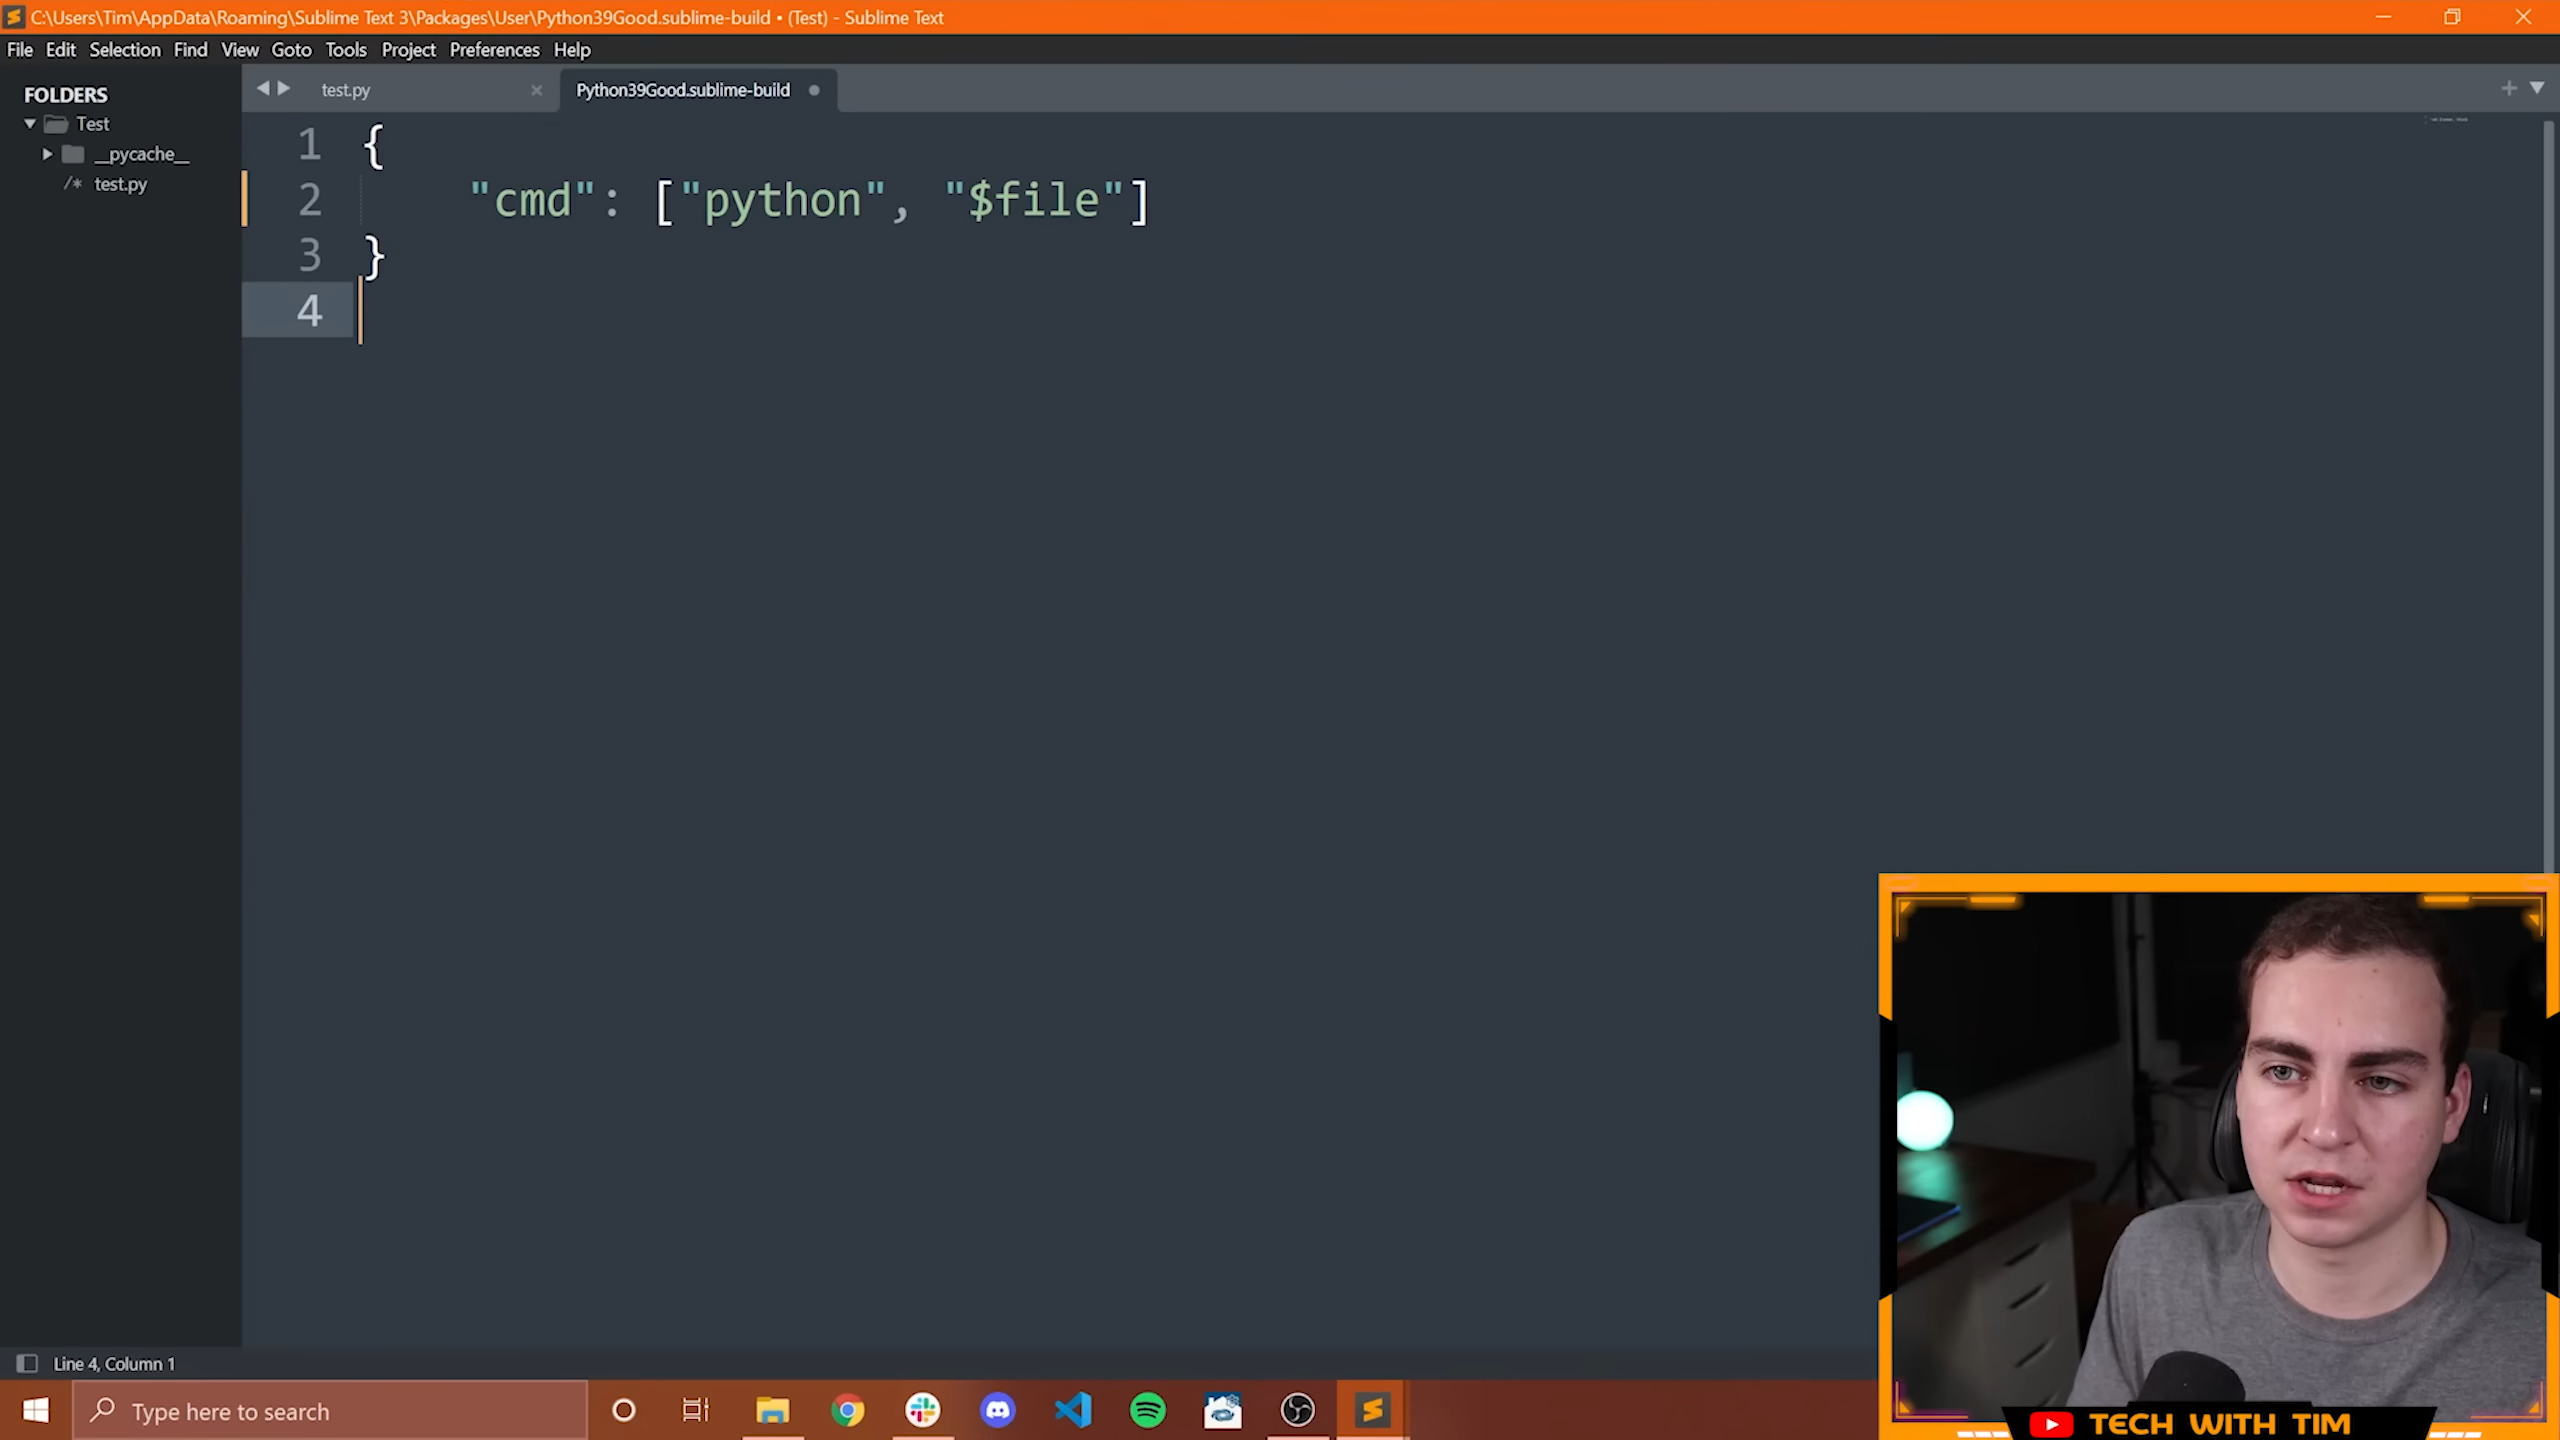 C:\Users\Tim\AppData\Roaming\Sublime Text 3\Packages\User\Python39Good.sublime-build • (Test) - Sublime Text
File Edit Selection Find View Goto Tools Project Preferences Help
FOLDERS
Test
__pycache__
/* test.py
test.py
Python39Good.sublime-build
1 {
2 "cmd": ["python", "$file"]
3 }
4
Line 4, Column 1
Type here to search
TECH WITH TIM